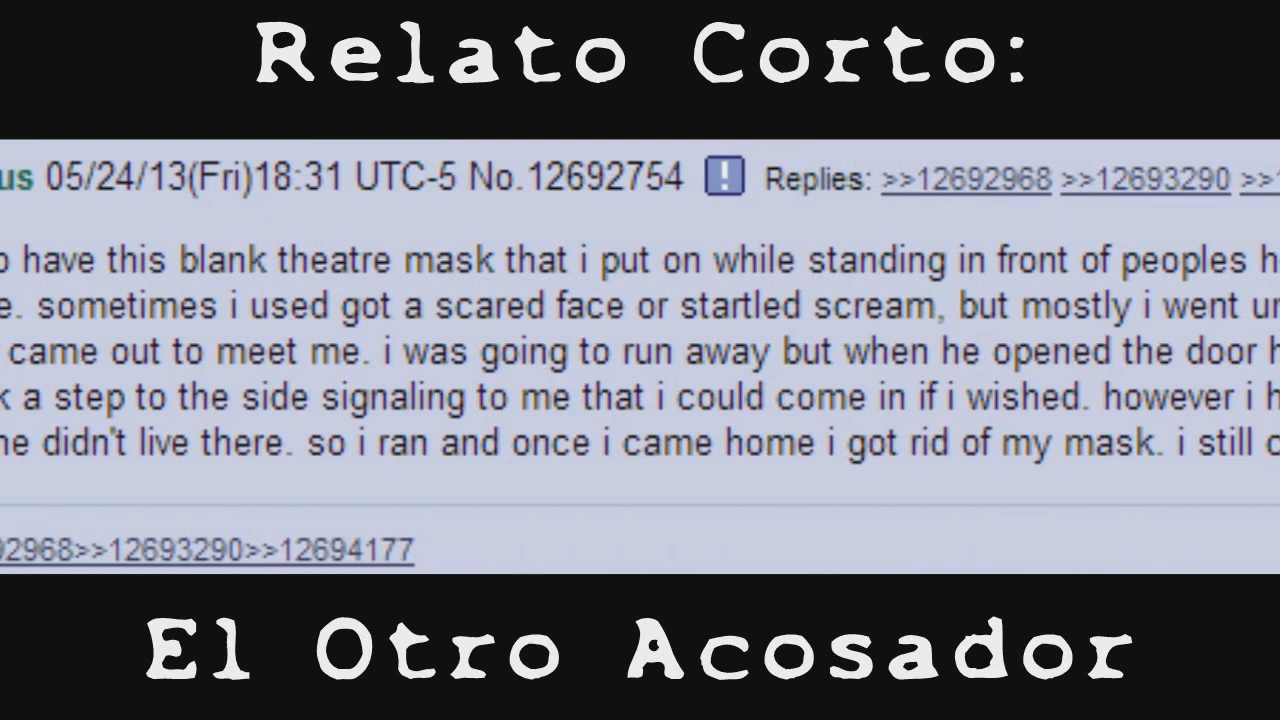 Relato Corto:
us 05/24/13(Fri)18:31 UTC-5 No.12692754 ! Replies: >>12692968 >>12693290 >>1
have this blank theatre mask that i put on while standing in front of peoples h
e. sometimes i used got a scared face or startled scream, but mostly i went un
came out to meet me. i was going to run away but when he opened the door h
k a step to the side signaling to me that i could come in if i wished. however i h
he didn't live there. so i ran and once i came home i got rid of my mask. i still o
92968>>12693290>>12694177
El Otro Acosador